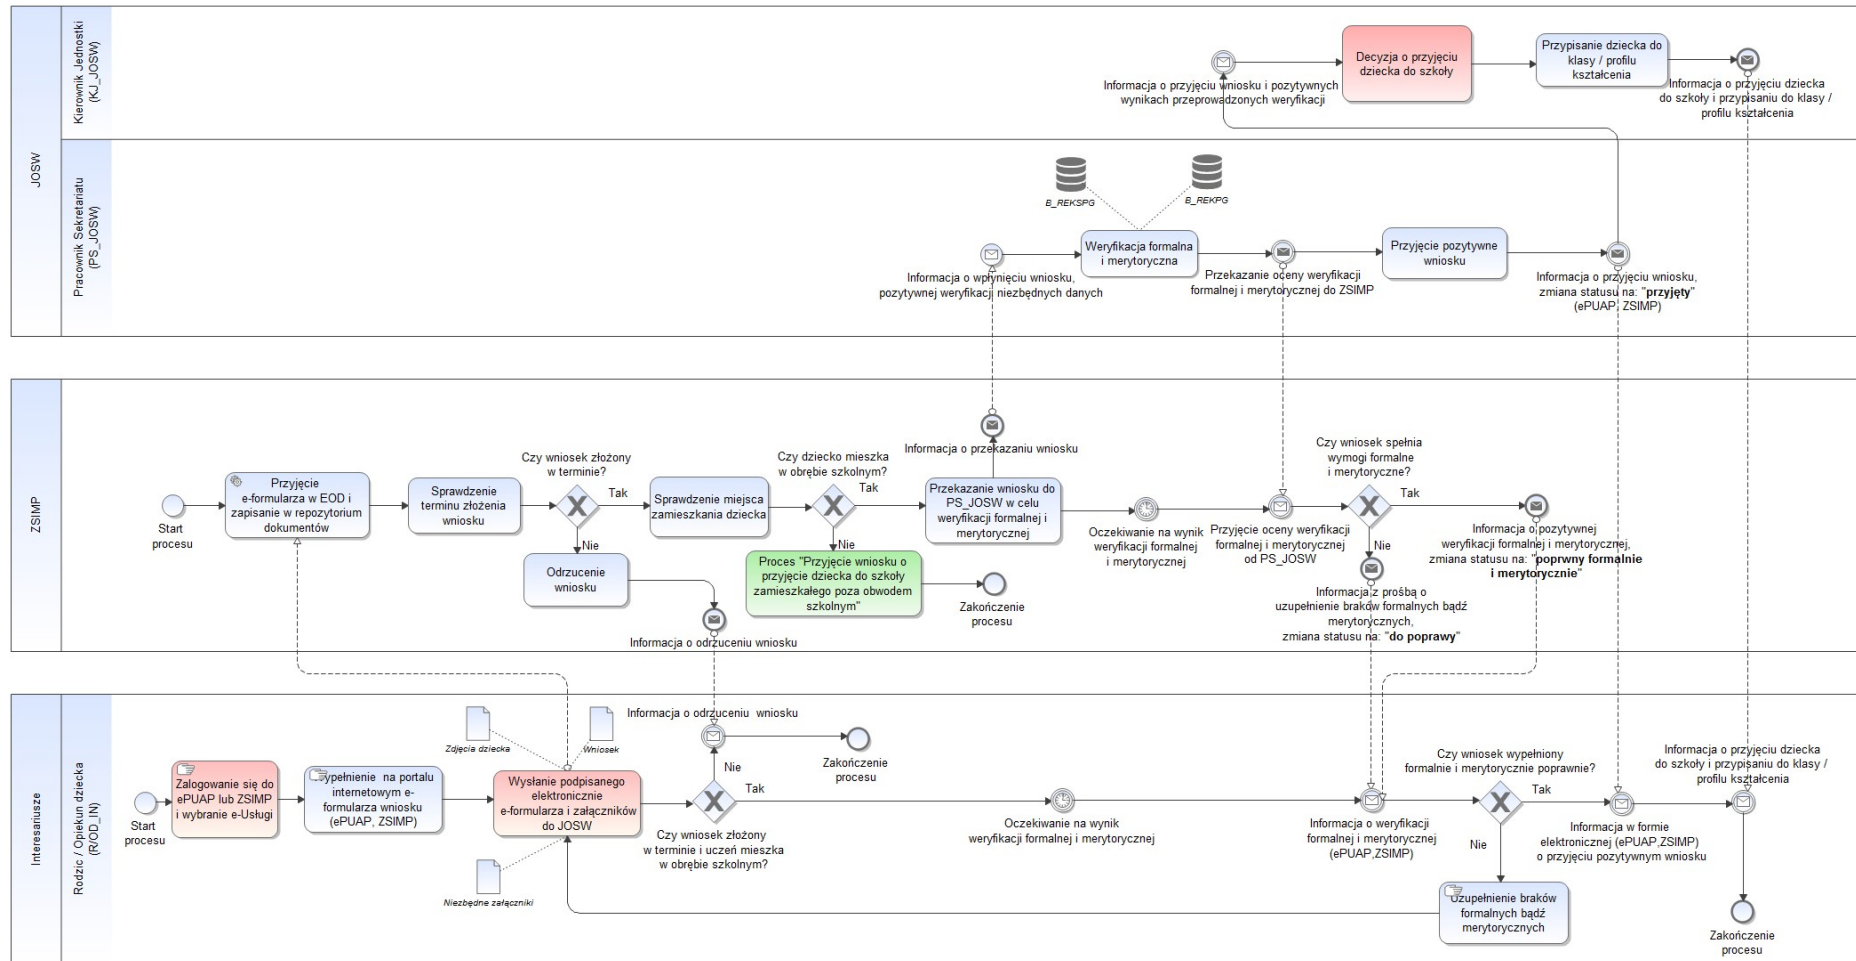 JOSW
Kierownik Jednostki
(KJ_JOSW)
Informacja o przyjęciu wniosku i pozytywnych
wynikach przeprowadzonych weryfikacji
Decyzja o przyjęciu
dziecka do szkoły
Przypisanie dziecka do
klasy / profilu
kształcenia
Informacja o przyjęciu dziecka
do szkoły i przypisaniu do klasy /
profilu kształcenia
Pracownik Sekretariatu
(PS_JOSW)
B_REKSPG
B_REKPG
Informacja o wpłynięciu wniosku,
pozytywnej weryfikacji niezbędnych danych
Weryfikacja formalna
i merytoryczna
Przekazanie oceny weryfikacji
formalnej i merytorycznej do ZSIMP
Przyjęcie pozytywne
wniosku
Informacja o przyjęciu wniosku,
zmiana statusu na: "przyjęty"
(ePUAP, ZSIMP)
ZSIMP
Start
procesu
Przyjęcie
e-formularza w EOD i
zapisanie w repozytorium
dokumentów
Sprawdzenie
terminu złożenia
wniosku
Czy wniosek złożony
w terminie?
Tak
Nie
Odrzucenie
wniosku
Informacja o odrzuceniu wniosku
Sprawdzenie miejsca
zamieszkania dziecka
Czy dziecko mieszka
w obrębie szkolnym?
Tak
Nie
Proces "Przyjęcie wniosku o
przyjęcie dziecka do szkoły
zamieszkałego poza obwodem
szkolnym"
Zakończenie
procesu
Informacja o przekazaniu wniosku
Przekazanie wniosku do
PS_JOSW w celu
weryfikacji formalnej i
merytorycznej
Oczekiwanie na wynik
weryfikacji formalnej
i merytorycznej
Przyjęcie oceny weryfikacji
formalnej i merytorycznej
od PS_JOSW
Czy wniosek spełnia
wymogi formalne
i merytoryczne?
Tak
Nie
Informacja z prośbą o
uzupełnienie braków formalnych bądź
merytorycznych,
zmiana statusu na: "do poprawy"
Informacja o pozytywnej
weryfikacji formalnej i merytorycznej,
zmiana statusu na: "poprwny formalnie
i merytorycznie"
Interesariusze
Rodzic / Opiekun dziecka
(R/OD_IN)
Start
procesu
Zalogowanie się do
ePUAP lub ZSIMP
i wybranie e-Usługi
ypełnienie na portalu
internetowym e-
formularza wniosku
(ePUAP, ZSIMP)
Zdjęcia dziecka
Wniosek
Wysłanie podpisanego
elektronicznie
e-formularza i załączników
do JOSW
Niezbędne załączniki
Informacja o odrzuceniu wniosku
Zakończenie
procesu
Nie
Tak
Czy wniosek złożony
w terminie i uczeń mieszka
w obrębie szkolnym?
Oczekiwanie na wynik
weryfikacji formalnej i merytorycznej
Informacja o weryfikacji
formalnej i merytorycznej
(ePUAP,ZSIMP)
Czy wniosek wypełniony
formalnie i merytorycznie poprawnie?
Tak
Nie
Uzupełnienie braków
formalnych bądź
merytorycznych
Informacja w formie
elektronicznej (ePUAP,ZSIMP)
o przyjęciu pozytywnym wniosku
Informacja o przyjęciu dziecka
do szkoły i przypisaniu do klasy /
profilu kształcenia
Zakończenie
procesu